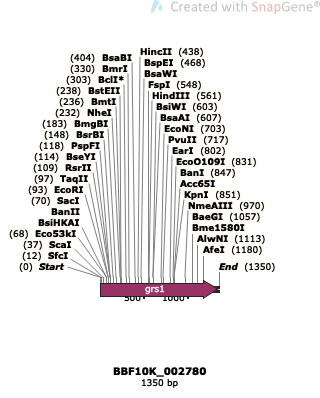 Created with SnapGene®
(404) BsaBI
(330) BmrI
(303) BclI*
(238) BstEII
(236) BmtI
(232) NheI
(183) BmgBI
(148) BsrBI
(118) PspFI
(114) BseYI
(109) RsrII
(97) TaqII
(93) EcoRI
(70) SacI
BanII
BsiHKAI
(68) Eco53kI
(37) ScaI
(12) SfcI
(0) Start
HincII (438)
BspEI (468)
BsaWI
FspI (548)
HindIII (561)
BsiWI (603)
BsaAI (607)
EcoNI (703)
PvuII (717)
EarI (802)
EcoO109I (831)
BanI (847)
Acc65I
KpnI (851)
NmeAIII (970)
BaeGI (1057)
Bme1580I
AlwNI (1113)
AfeI (1180)
End (1350)
grs1
500 1000
BBF10K_002780
1350 bp